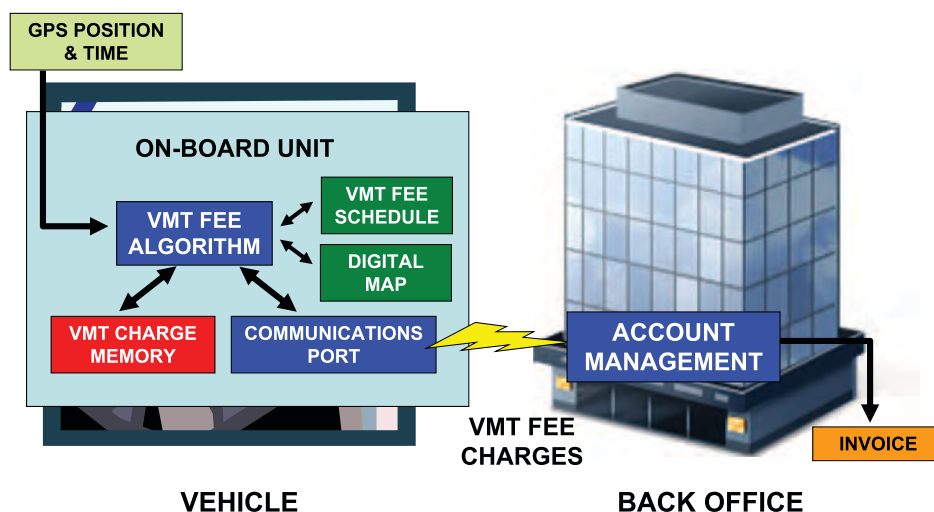 GPS POSITION
& TIME
ON-BOARD UNIT
VMT FEE
ALGORITHM
VMT FEE
SCHEDULE
DIGITAL
MAP
VMT CHARGE
MEMORY
COMMUNICATIONS
PORT
ACCOUNT
MANAGEMENT
VMT FEE
CHARGES
INVOICE
VEHICLE
BACK OFFICE